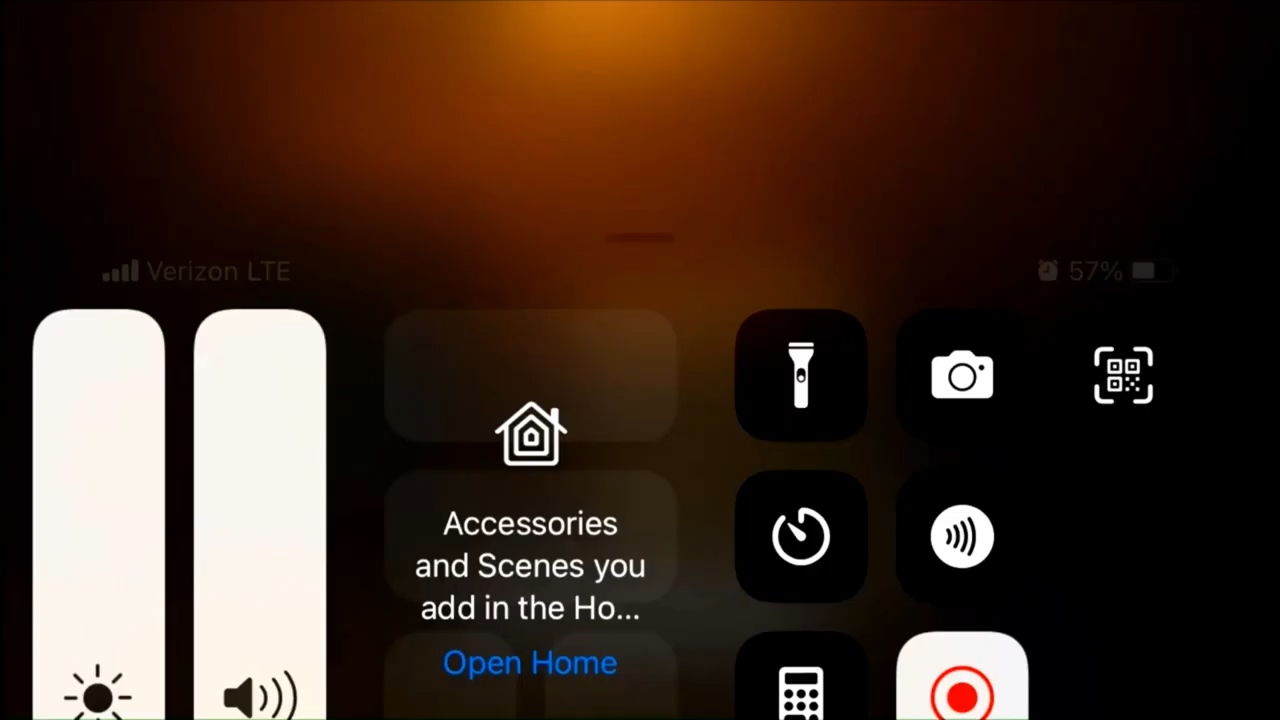 Verizon LTE
57%
Accessories
and Scenes you
add in the Ho...
Open Home